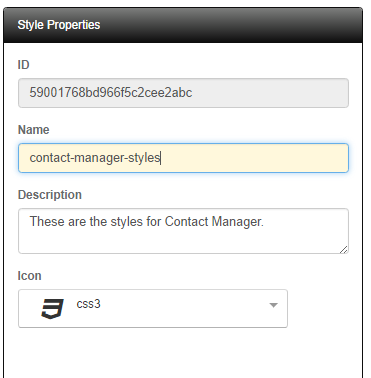 Style Properties
ID
59001768bd966f5c2cee2abc
Name
contact-manager-styles
Description
These are the styles for Contact Manager.
Icon
css3